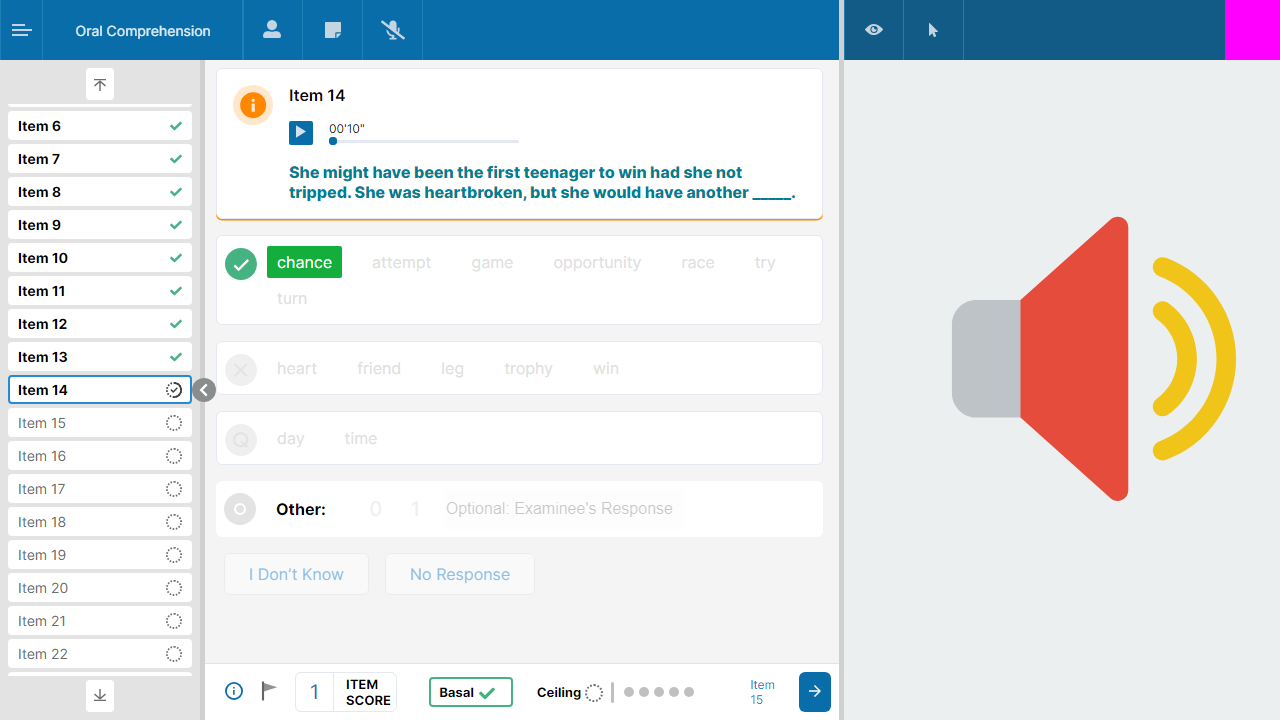 Oral Comprehension
Item 6
Item 7
Item 8
Item 9
Item 10
Item 11
Item 12
Item 13
Item 14
Item 15
Item 16
Item 17
Item 18
Item 19
Item 20
Item 21
Item 22
Item 14
00'10"
She might have been the first teenager to win had she not
tripped. She was heartbroken, but she would have another _____.
chance attempt game opportunity race try
turn
heart friend leg trophy win
Q day time
Other: 0 1 Optional: Examinee's Response
I Don't Know No Response
1 ITEM
SCORE
Basal
Ceiling
Item
15